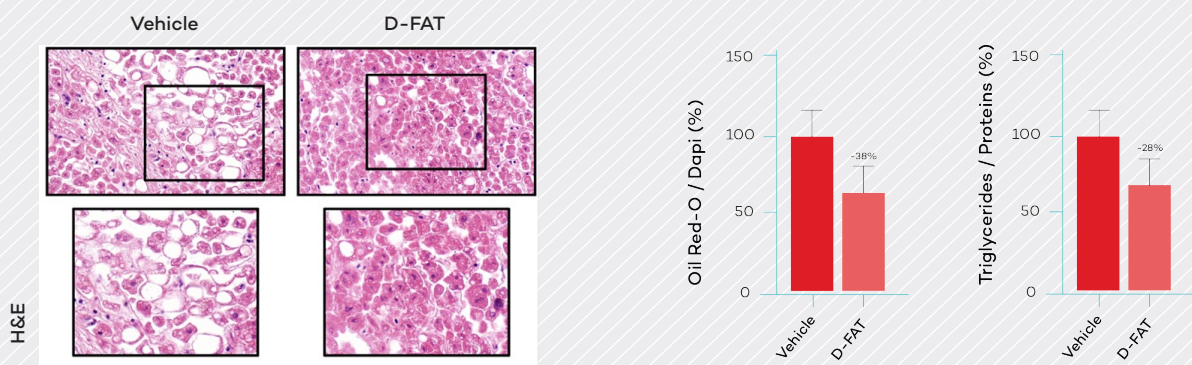 Vehicle
D-FAT
H&E
Oil Red-O / Dapi (%)
150
100
50
0
-38%
Vehicle
D-FAT
Triglycerides / Proteins (%)
150
100
50
0
-28%
Vehicle
D-FAT